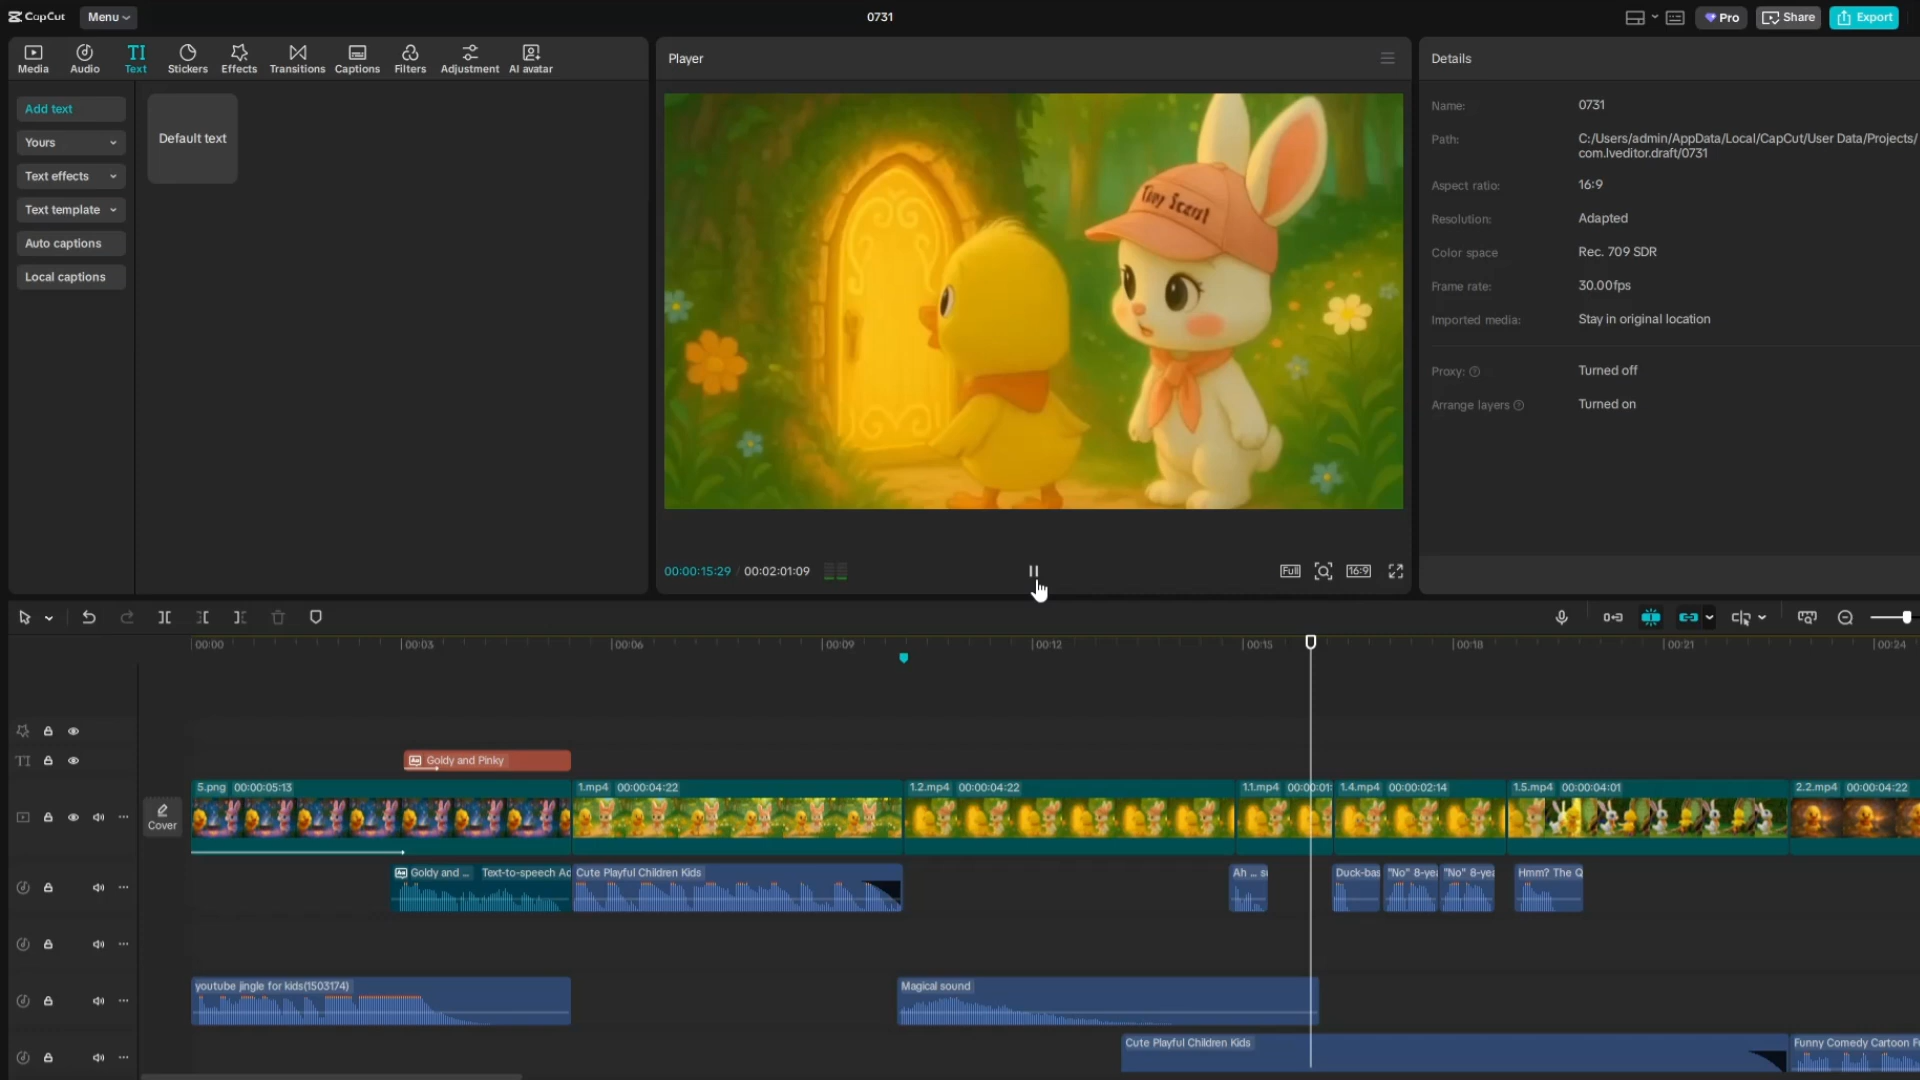 CapCut Menu 0731 Pro Share Export
Media Audio Text Stickers Effects Transitions Captions Filters Adjustment AI avatar
Add text
Yours
Text effects
Text template
Auto captions
Local captions
Default text
Player
00:00:15:29 / 00:02:01:09
Full 16:9
Details
Name: 0731
Path: C:/Users/admin/AppData/Local/CapCut/User Data/Projects/
com.lveditor.draft/0731
Aspect ratio: 16:9
Resolution: Adapted
Color space Rec. 709 SDR
Frame rate: 30.00fps
Imported media: Stay in original location
Proxy: Turned off
Arrange layers Turned on
00:00 00:03 00:06 00:09 00:12 00:15 00:18 00:21 00:24
Goldy and Pinky
Cover
5.png 00:00:05:13 1.mp4 00:00:04:22 1.2.mp4 00:00:04:22 1.1.mp4 00:00:01: 1.4.mp4 00:00:02:14 1.5.mp4 00:00:04:01 2.2.mp4 00:00:04:22
Goldy and ... Text-to-speech Cute Playful Children Kids Ah ... Duck-bas "No" 8-yea "No" 8-yea Hmm? The Q
youtube jingle for kids(1503174) Magical sound
Cute Playful Children Kids Funny Comedy Cartoon F